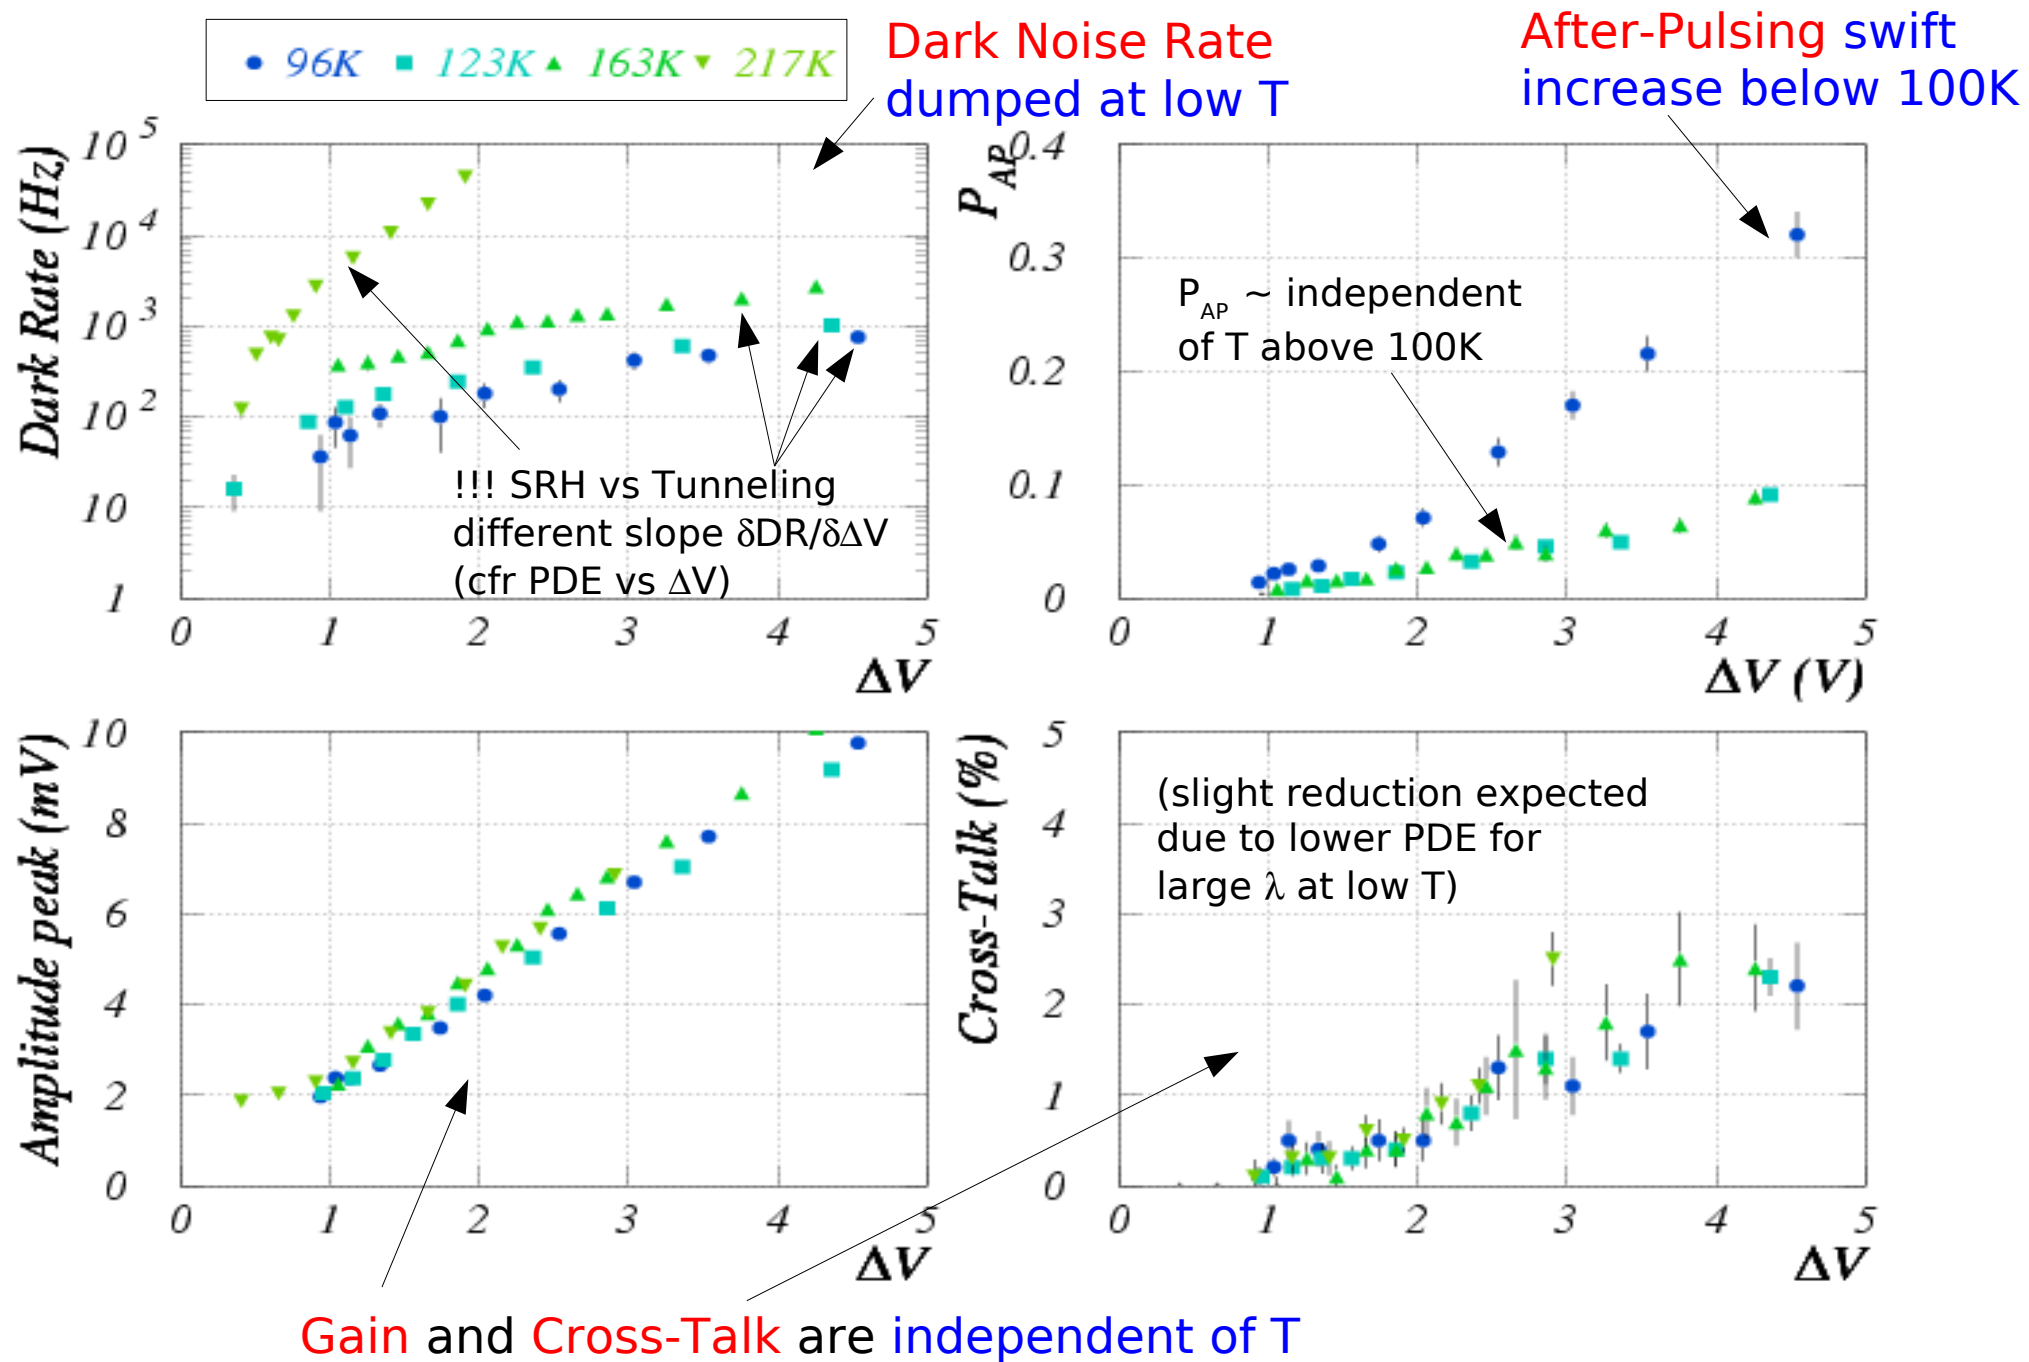 96K 123K 163K 217K
Dark Noise Rate
dumped at low T
After-Pulsing swift
increase below 100K
Dark Rate (Hz)
10 5
10 4
10 3
10 2
10
1
0 1 2 3 4 5
ΔV
!!! SRH vs Tunneling
different slope δDR/δΔV
(cfr PDE vs ΔV)
P AP
0.4
0.3
0.2
0.1
0
0 1 2 3 4 5
ΔV (V)
P AP ~ independent
of T above 100K
Amplitude peak (mV)
10
8
6
4
2
0
0 1 2 3 4 5
ΔV
Cross-Talk (%)
5
4
3
2
1
0
0 1 2 3 4 5
ΔV
(slight reduction expected
due to lower PDE for
large λ at low T)
Gain and Cross-Talk are independent of T